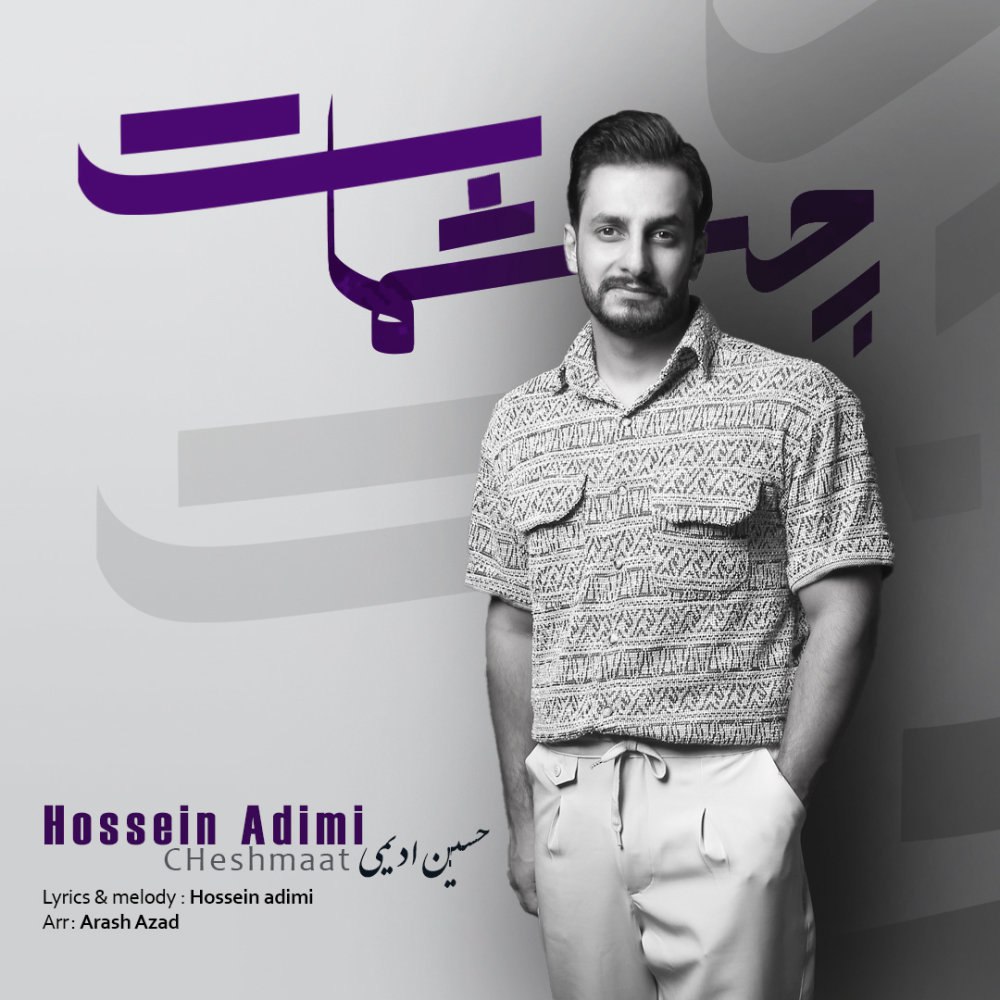 چشمات
Hossein Adimi
CHeshmaat حسین ادیمی
Lyrics & melody : Hossein adimi
Arr: Arash Azad